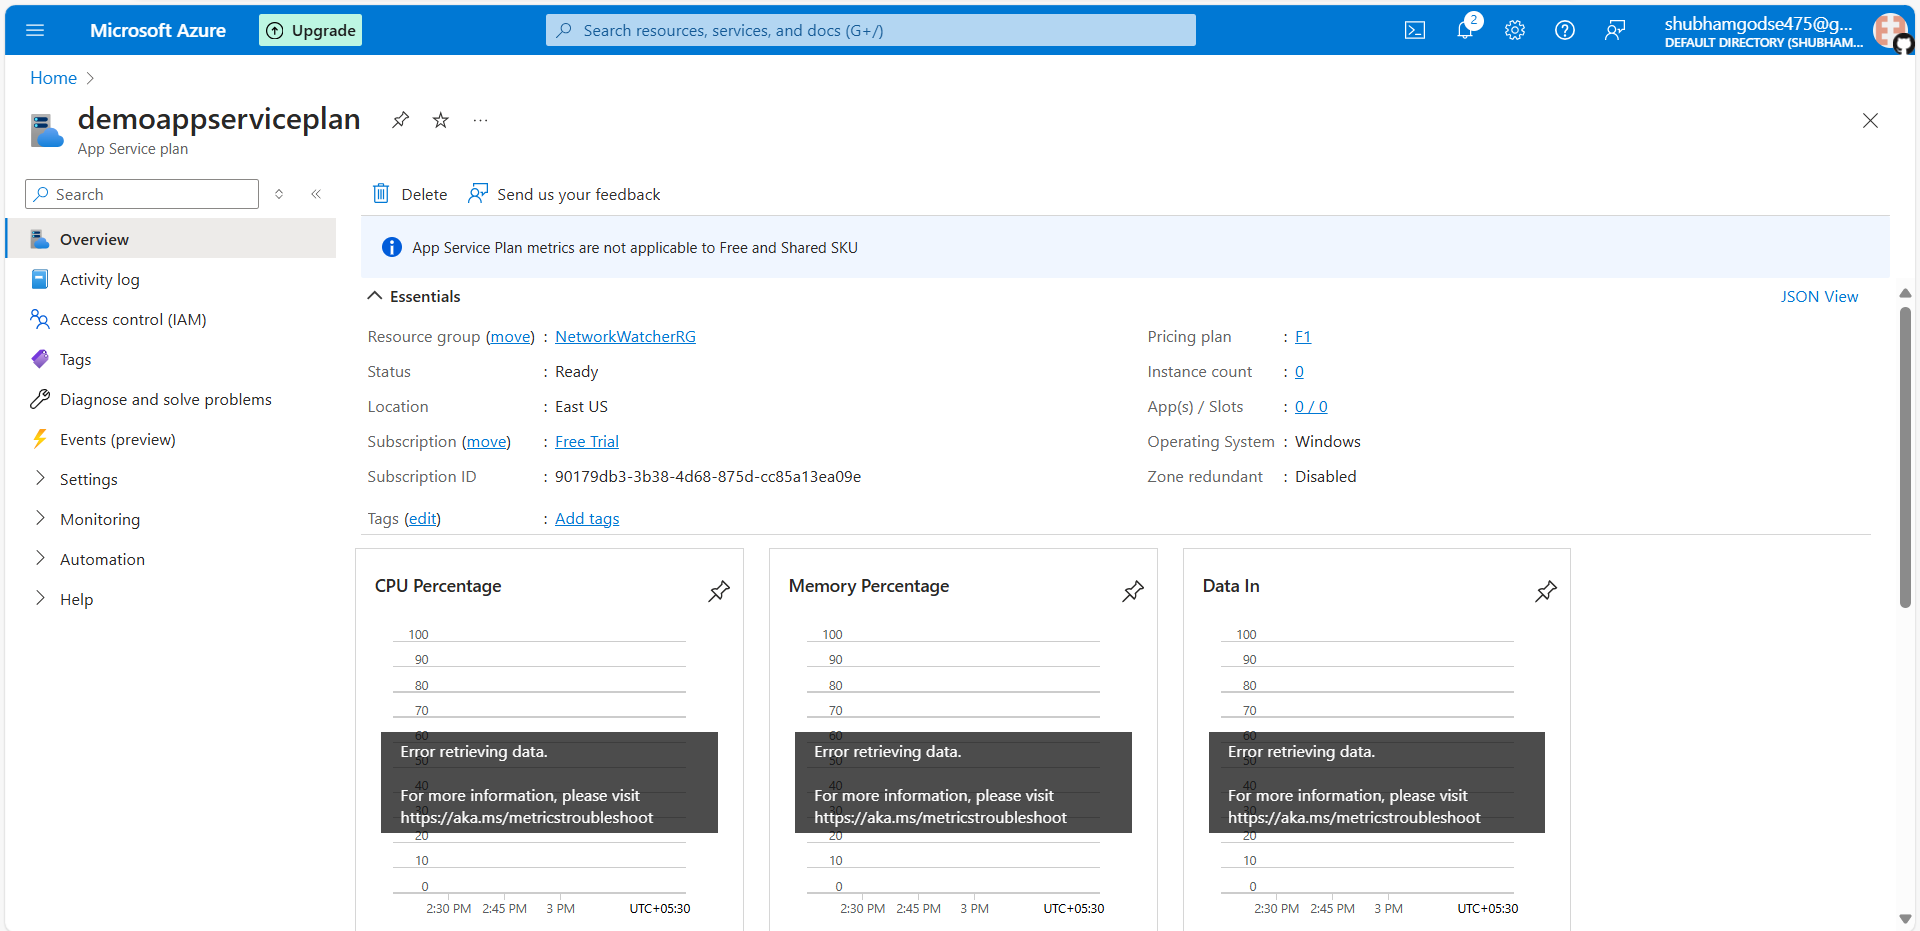 Microsoft Azure
Upgrade
Search resources, services, and docs (G+/)
2
shubhamgodse475@g...
DEFAULT DIRECTORY (SHUBHAM...
Home
demoappserviceplan
...
App Service plan
Search
Delete
Send us your feedback
Overview
Activity log
Access control (IAM)
Tags
Diagnose and solve problems
Events (preview)
Settings
Monitoring
Automation
Help
App Service Plan metrics are not applicable to Free and Shared SKU
Essentials
JSON View
Resource group (move) : NetworkWatcherRG
Status : Ready
Location : East US
Subscription (move) : Free Trial
Subscription ID : 90179db3-3b38-4d68-875d-cc85a13ea09e
Tags (edit) : Add tags
Pricing plan : F1
Instance count : 0
App(s) / Slots : 0 / 0
Operating System : Windows
Zone redundant : Disabled
CPU Percentage
100
90
80
70
60
Error retrieving data.
50
40
For more information, please visit
30
https://aka.ms/metricstroubleshoot
20
10
0
2:30 PM 2:45 PM 3 PM UTC+05:30
Memory Percentage
100
90
80
70
60
Error retrieving data.
50
40
For more information, please visit
30
https://aka.ms/metricstroubleshoot
20
10
0
2:30 PM 2:45 PM 3 PM UTC+05:30
Data In
100
90
80
70
60
Error retrieving data.
50
40
For more information, please visit
30
https://aka.ms/metricstroubleshoot
20
10
0
2:30 PM 2:45 PM 3 PM UTC+05:30